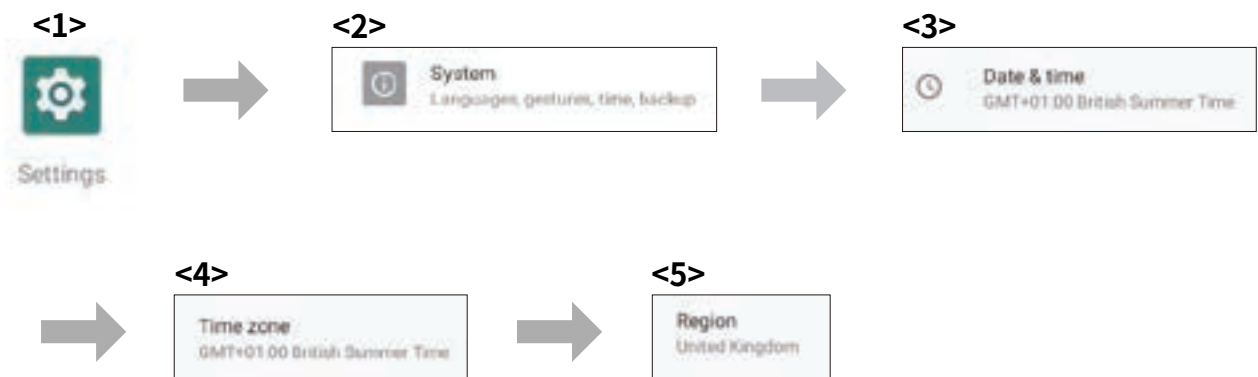 <1>
Settings
<2>
System
Languages, gestures, time, backup
<3>
Date & time
GMT+01:00 British Summer Time
<4>
Time zone
GMT+01:00 British Summer Time
<5>
Region
United Kingdom